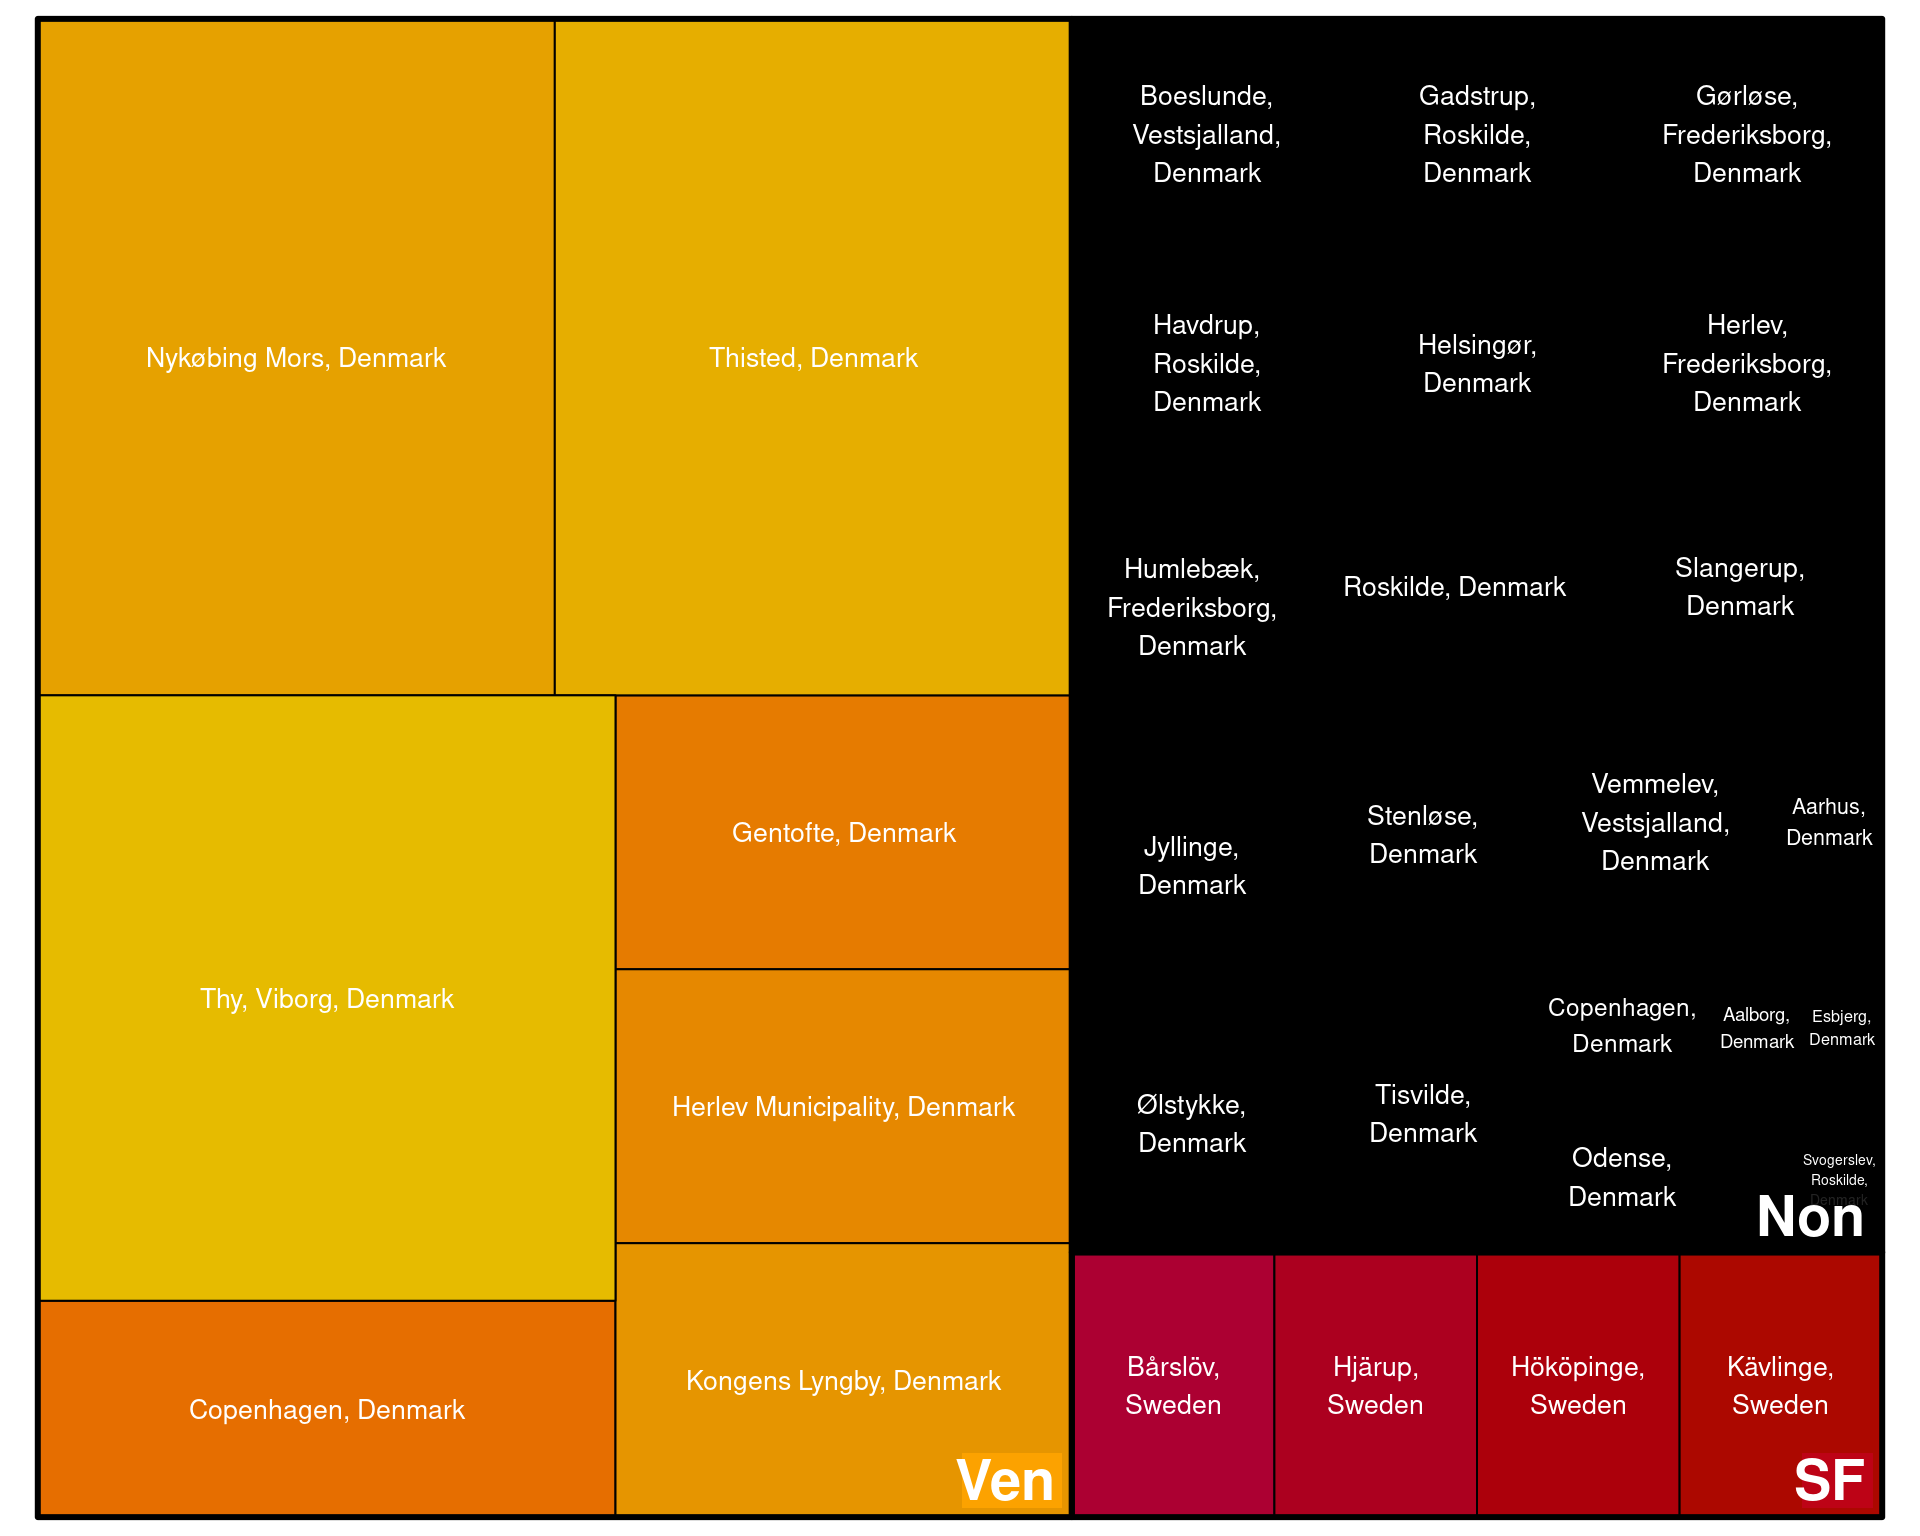 Nykøbing Mors, Denmark
Thisted, Denmark
Thy, Viborg, Denmark
Gentofte, Denmark
Herlev Municipality, Denmark
Copenhagen, Denmark
Kongens Lyngby, Denmark
Ven
Boeslunde,
Vestsjalland,
Denmark
Gadstrup,
Roskilde,
Denmark
Gørløse,
Frederiksborg,
Denmark
Havdrup,
Roskilde,
Denmark
Helsingør,
Denmark
Herlev,
Frederiksborg,
Denmark
Humlebæk,
Frederiksborg,
Denmark
Roskilde, Denmark
Slangerup,
Denmark
Jyllinge,
Denmark
Stenløse,
Denmark
Vemmelev,
Vestsjalland,
Denmark
Aarhus,
Denmark
Ølstykke,
Denmark
Tisvilde,
Denmark
Copenhagen,
Denmark
Aalborg,
Denmark
Esbjerg,
Denmark
Odense,
Denmark
Svogerslev,
Roskilde,
Denmark
Non
Bårslöv,
Sweden
Hjärup,
Sweden
Hököpinge,
Sweden
Kävlinge,
Sweden
SF